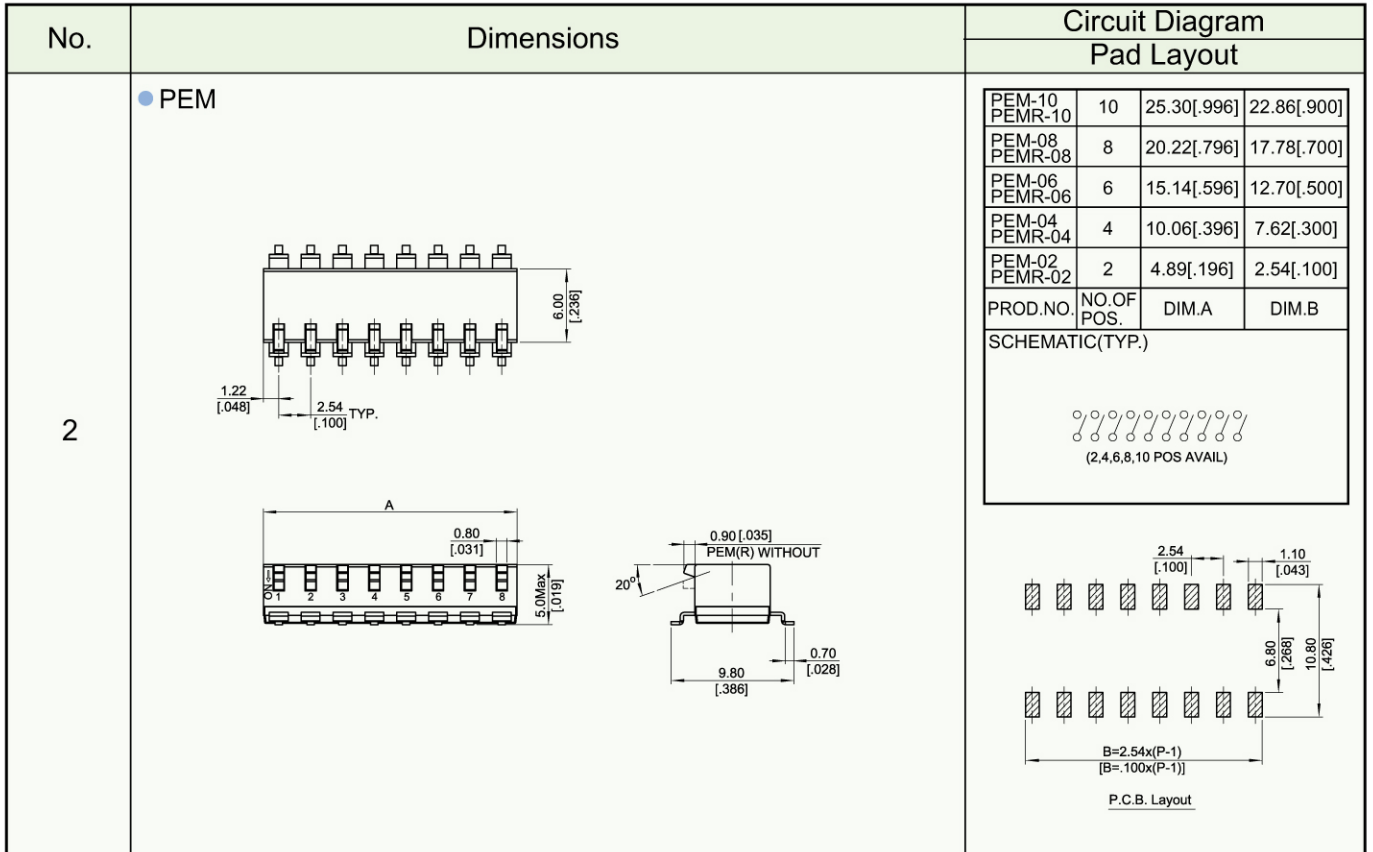 No.
Dimensions
Circuit Diagram
Pad Layout
2
PEM
6.00
[.236]
1.22
[.048]
2.54
[.100]
TYP.
A
0.80
[.031]
ON
1 2 3 4 5 6 7 8
5.0Max
[.019]
0.90 [.035]
PEM(R) WITHOUT
20°
9.80
[.386]
0.70
[.028]
PEM-10
PEMR-10
10
25.30[.996]
22.86[.900]
PEM-08
PEMR-08
8
20.22[.796]
17.78[.700]
PEM-06
PEMR-06
6
15.14[.596]
12.70[.500]
PEM-04
PEMR-04
4
10.06[.396]
7.62[.300]
PEM-02
PEMR-02
2
4.89[.196]
2.54[.100]
PROD.NO.
NO.OF
POS.
DIM.A
DIM.B
SCHEMATIC(TYP.)
(2,4,6,8,10 POS AVAIL)
2.54
[.100]
1.10
[.043]
6.80
[.268]
10.80
[.426]
B=2.54x(P-1)
[B=.100x(P-1)]
P.C.B. Layout